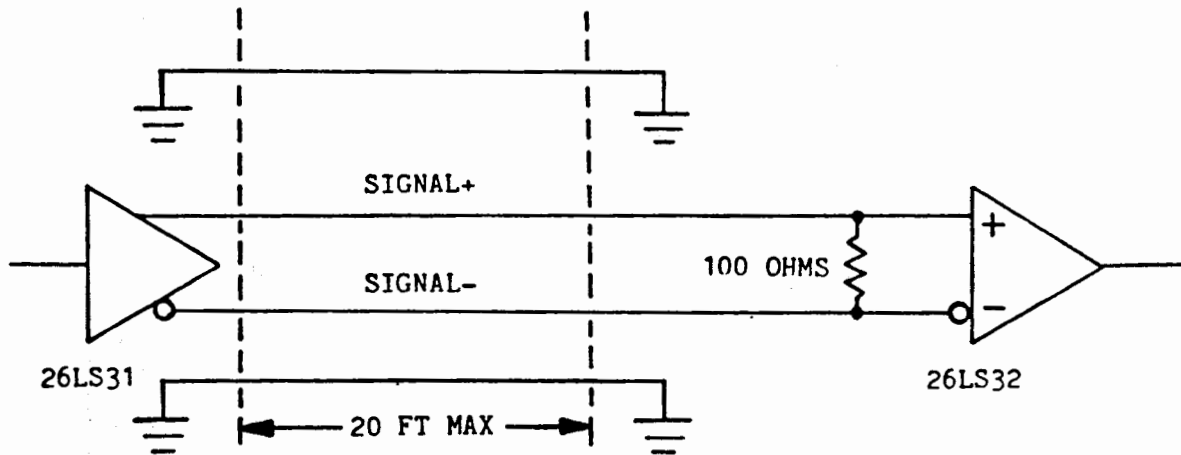 SIGNAL+
+
100 OHMS
SIGNAL-
-
26LS31
26LS32
20 FT MAX